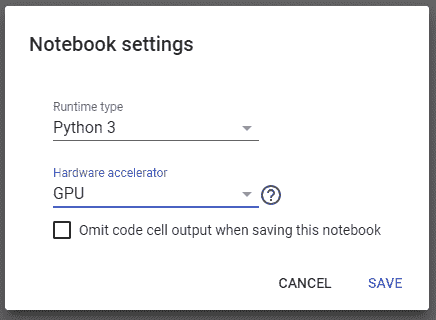 Notebook settings
Runtime type
Python 3
Hardware accelerator
GPU
?
Omit code cell output when saving this notebook
CANCEL SAVE